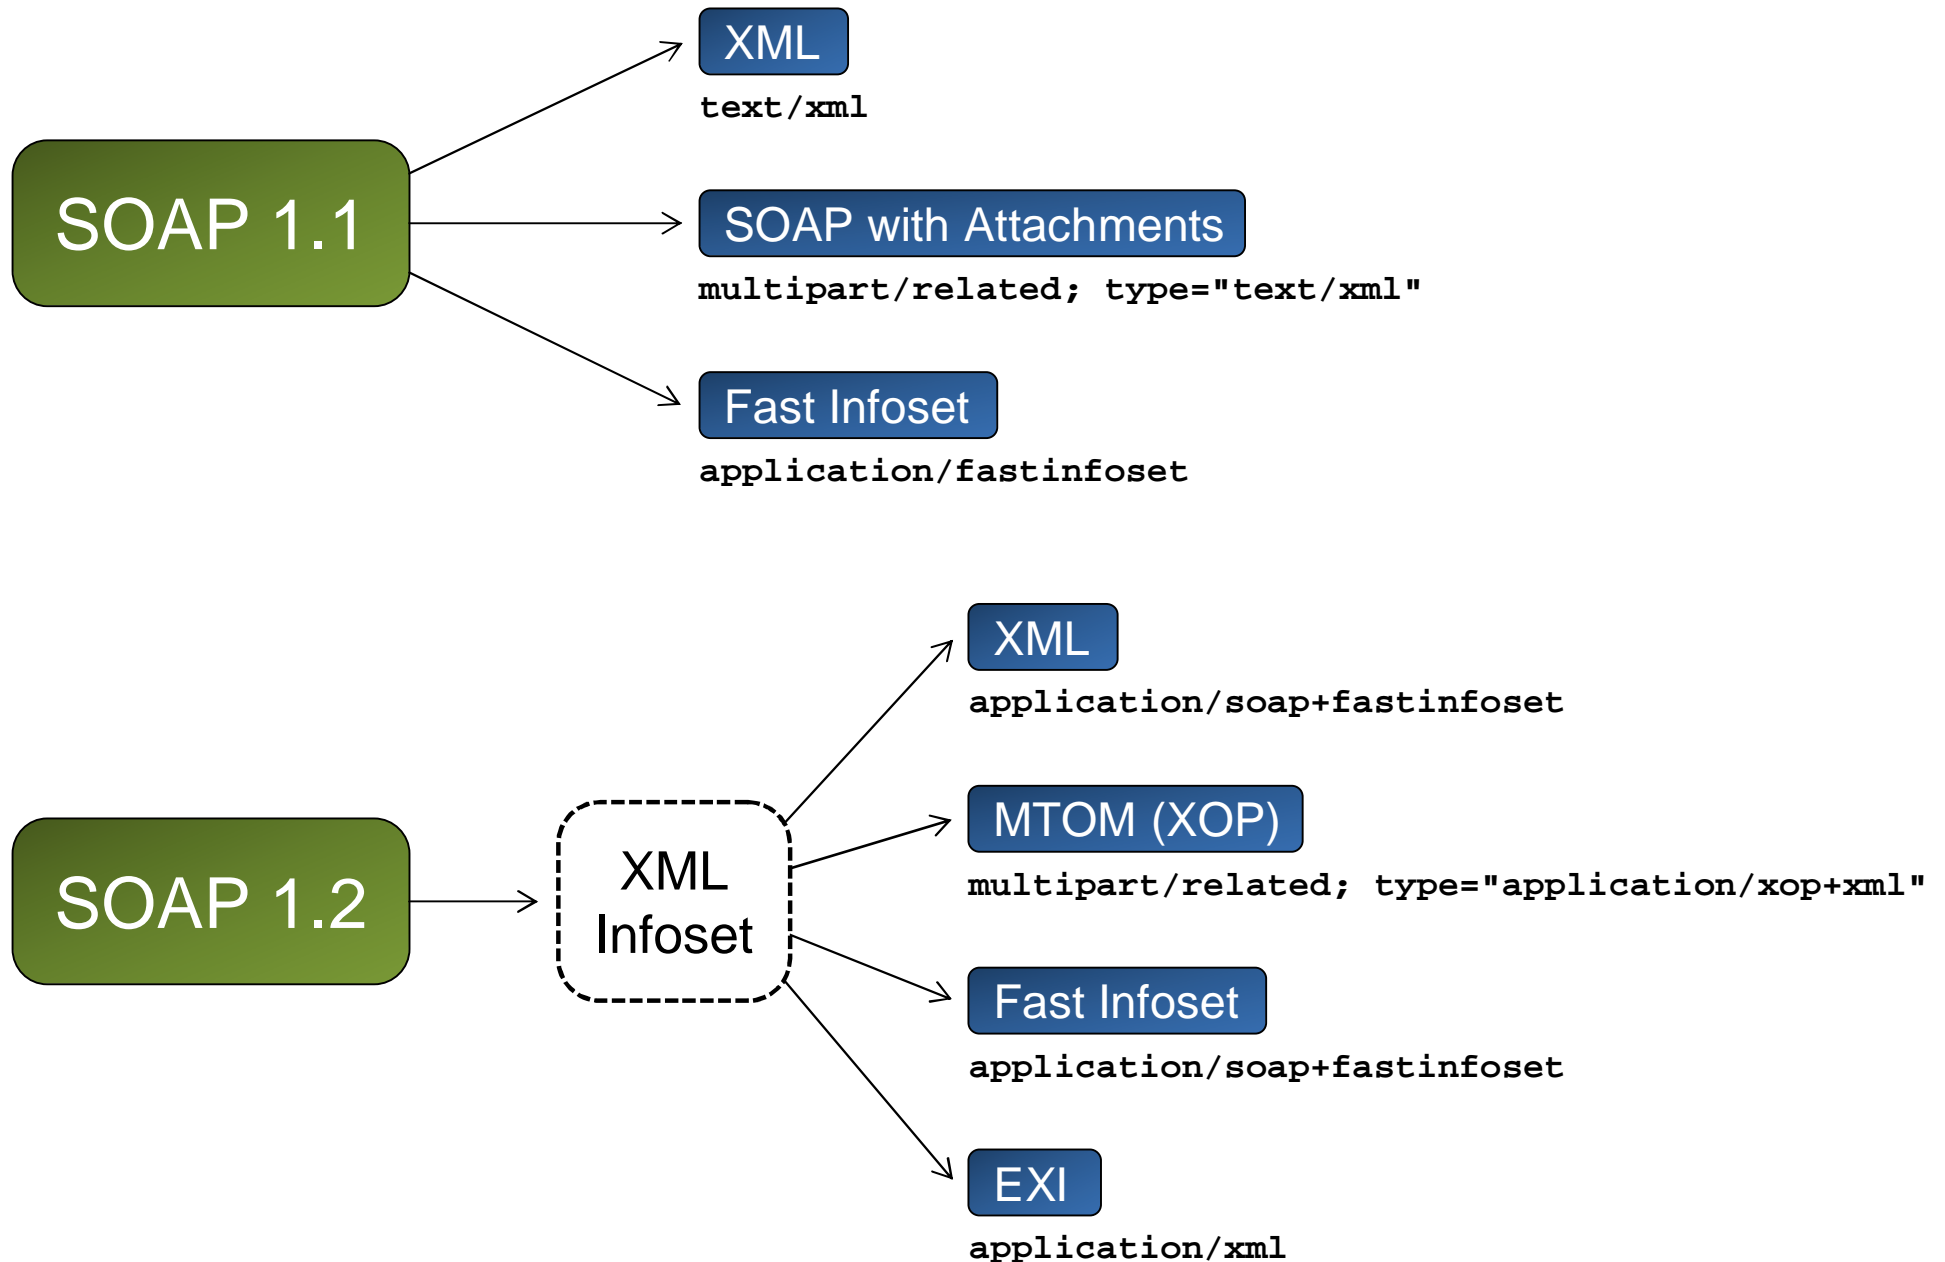 XML
text/xml
SOAP 1.1
SOAP with Attachments
multipart/related; type="text/xml"
Fast Infoset
application/fastinfoset
XML
application/soap+fastinfoset
MTOM (XOP)
multipart/related; type="application/xop+xml"
SOAP 1.2
XML
Infoset
Fast Infoset
application/soap+fastinfoset
EXI
application/xml